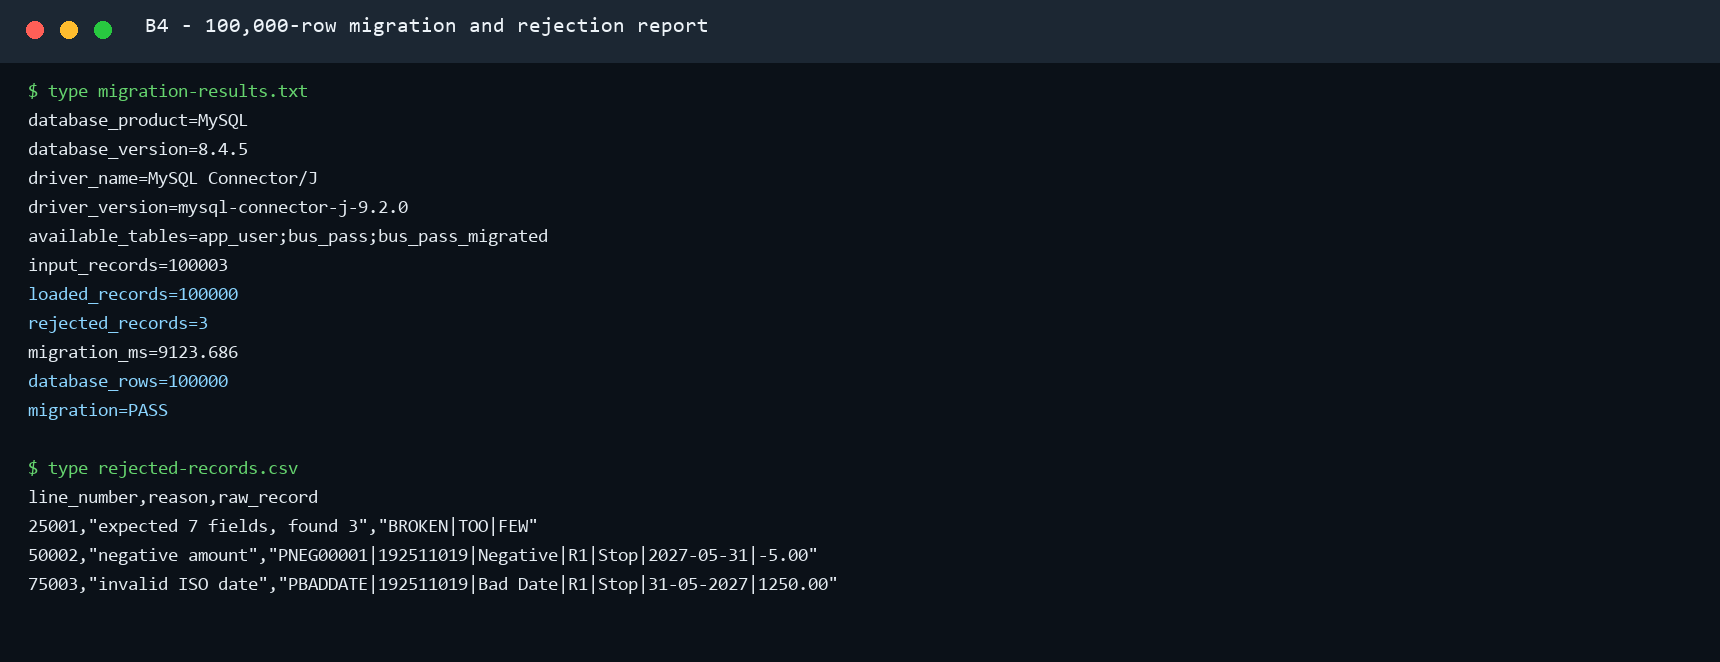 B4 - 100,000-row migration and rejection report
$ type migration-results.txt
database_product=MySQL
database_version=8.4.5
driver_name=MySQL Connector/J
driver_version=mysql-connector-j-9.2.0
available_tables=app_user;bus_pass;bus_pass_migrated
input_records=100003
loaded_records=100000
rejected_records=3
migration_ms=9123.686
database_rows=100000
migration=PASS
$ type rejected-records.csv
line_number,reason,raw_record
25001,"expected 7 fields, found 3","BROKEN|TOO|FEW"
50002,"negative amount","PNEG00001|192511019|Negative|R1|Stop|2027-05-31|-5.00"
75003,"invalid ISO date","PBADDATE|192511019|Bad Date|R1|Stop|31-05-2027|1250.00"